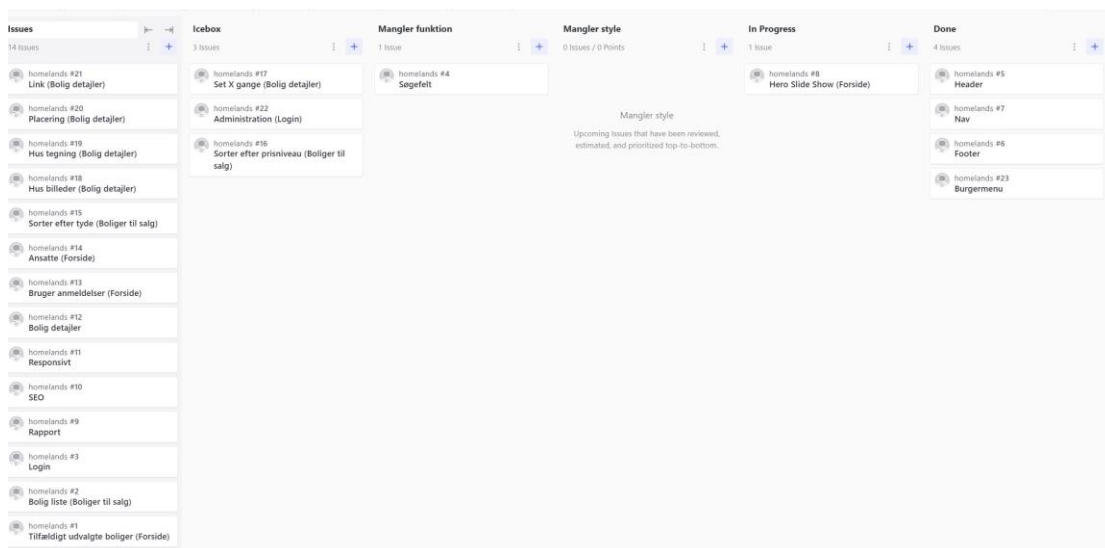 Issues
14 Issues
homelands #21
Link (Bolig detaljer)
homelands #20
Placering (Bolig detaljer)
homelands #19
Hus tegning (Bolig detaljer)
homelands #18
Hus billeder (Bolig detaljer)
homelands #15
Sorter efter tyde (Boliger til salg)
homelands #14
Ansatte (Forside)
homelands #13
Bruger anmeldelser (Forside)
homelands #12
Bolig detajler
homelands #11
Responsivt
homelands #10
SEO
homelands #9
Rapport
homelands #3
Login
homelands #2
Bolig liste (Boliger til salg)
homelands #1
Tilfældigt udvalgte boliger (Forside)
Icebox
3 Issues
homelands #17
Set X gange (Bolig detaljer)
homelands #22
Administration (Login)
homelands #16
Sorter efter prisniveau (Boliger til
salg)
Mangler funktion
1 Issue
homelands #4
Søgefelt
Mangler style
0 Issues / 0 Points
Mangler style
Upcoming Issues that have been reviewed,
estimated, and prioritized top-to-bottom.
In Progress
1 Issue
homelands #8
Hero Slide Show (Forside)
Done
4 Issues
homelands #5
Header
homelands #7
Nav
homelands #6
Footer
homelands #23
Burgermenu